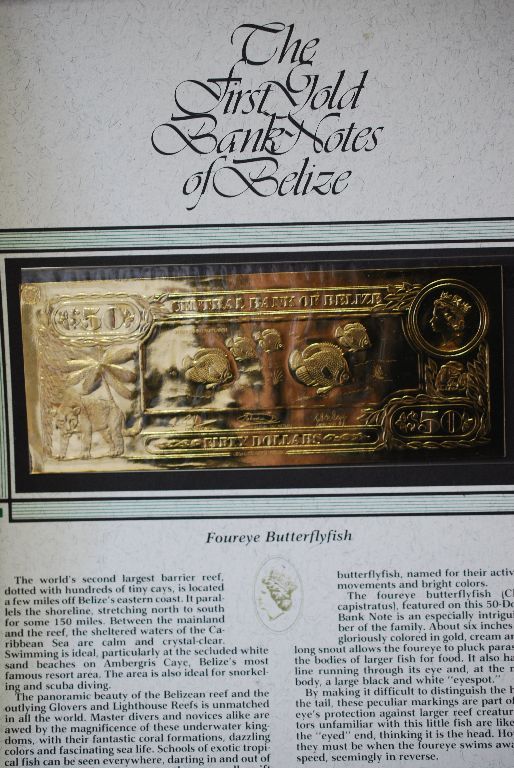 The
First Gold
Bank Notes
of Belize
$50
CENTRAL BANK OF BELIZE
FIFTY DOLLARS
$50
Foureye Butterflyfish
The world's second largest barrier reef,
dotted with hundreds of tiny cays, is located
a few miles off Belize's eastern coast. It paral-
lels the shoreline, stretching north to south
for some 150 miles. Between the mainland
and the reef, the sheltered waters of the Ca-
ribbean Sea are calm and crystal-clear.
Swimming is ideal, particularly at the secluded white
sand beaches on Ambergris Caye, Belize's most
famous resort area. The area is also ideal for snorkel-
ing and scuba diving.
The panoramic beauty of the Belizean reef and the
outlying Glovers and Lighthouse Reefs is unmatched
in all the world. Master divers and novices alike are
awed by the magnificence of these underwater king-
doms, with their fantastic coral formations, dazzling
colors and fascinating sea life. Schools of exotic tropi-
cal fish can be seen everywhere, darting in and out of
butterflyfish, named for their activ
movements and bright colors.
The foureye butterflyfish (C
capistratus), featured on this 50-Do
Bank Note is an especially intrigui
ber of the family. About six inches
gloriously colored in gold, cream an
long snout allows the foureye to pluck paras
the bodies of larger fish for food. It also ha
line running through its eye and, at the r
body, a large black and white "eyespot."
By making it difficult to distinguish the h
the tail, these peculiar markings are part of
eye's protection against larger reef creatur
tors unfamiliar with this little fish are like
the "eyed" end, thinking it is the head. Ho
they must be when the foureye swims awa
speed, seemingly in reverse.